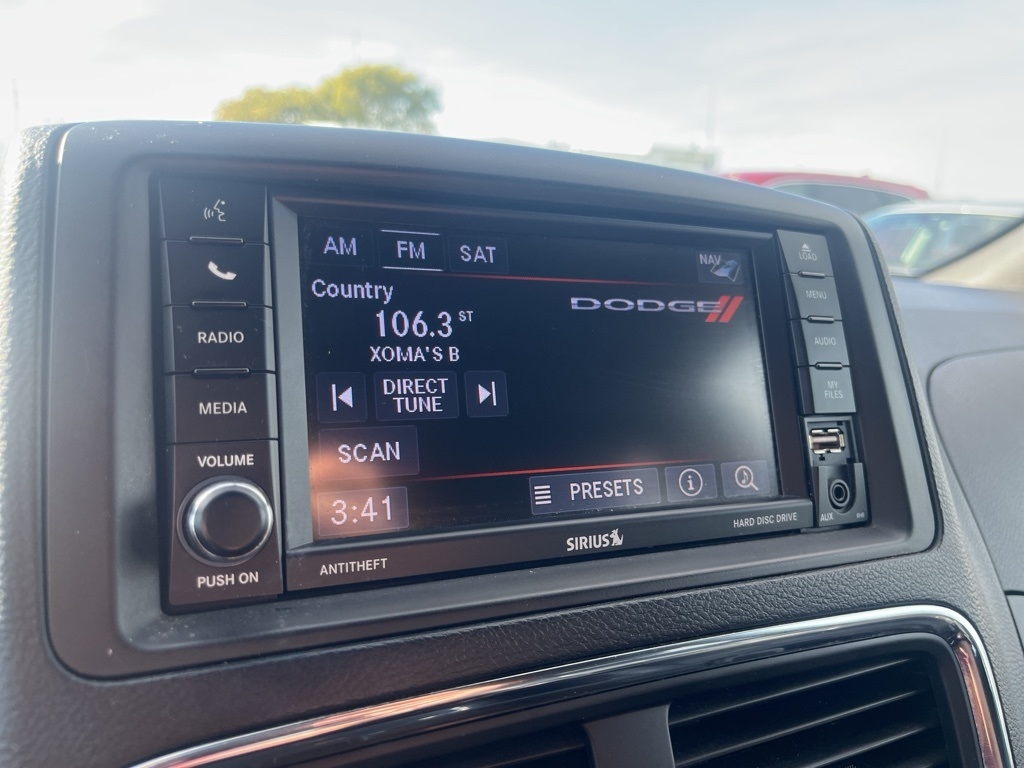 AM FM SAT NAV
LOAD
Country
DODGE
MENU
106.3 ST
RADIO
XOMA'S B
AUDIO
DIRECT
TUNE
MY
FILES
MEDIA
SCAN
VOLUME
PRESETS
3:41
HARD DISC DRIVE
AUX
SIRIUS
ANTITHEFT
PUSH ON